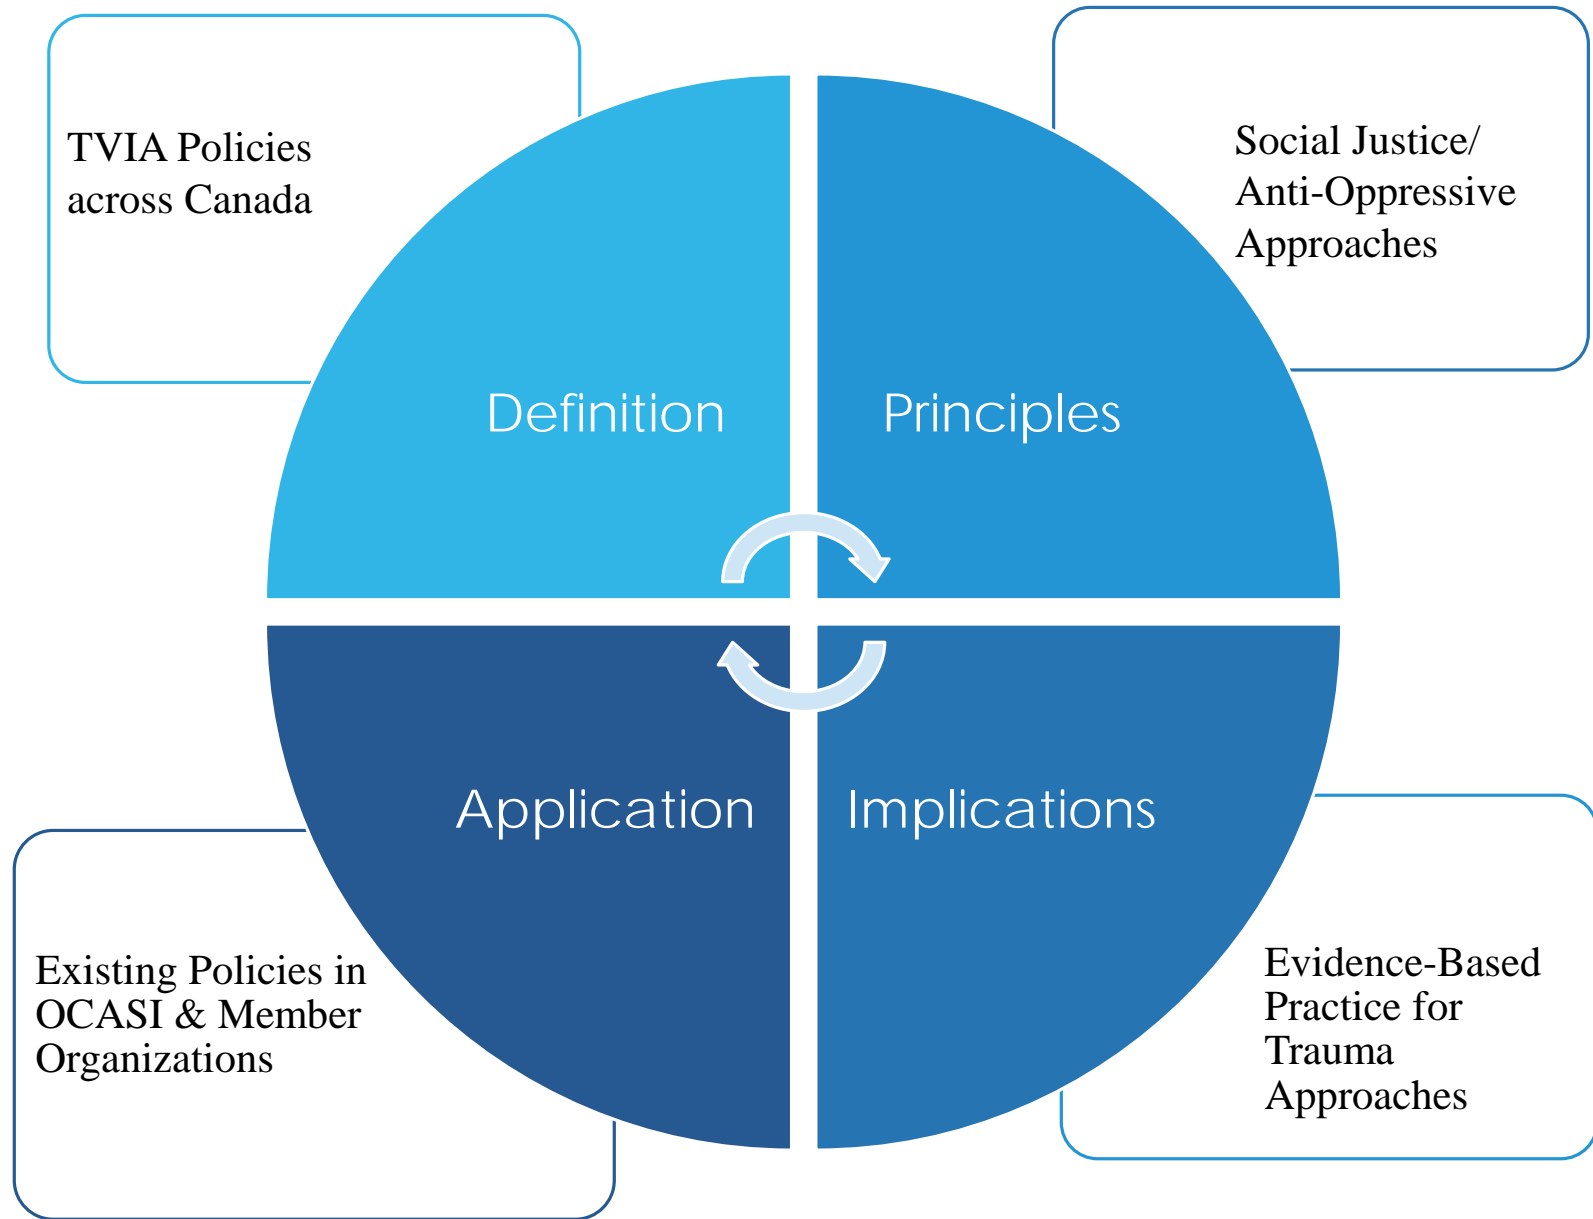 TVIA Policies
across Canada
Social Justice/
Anti-Oppressive
Approaches
Definition
Principles
Application
Implications
Existing Policies in
OCASI & Member
Organizations
Evidence-Based
Practice for
Trauma
Approaches